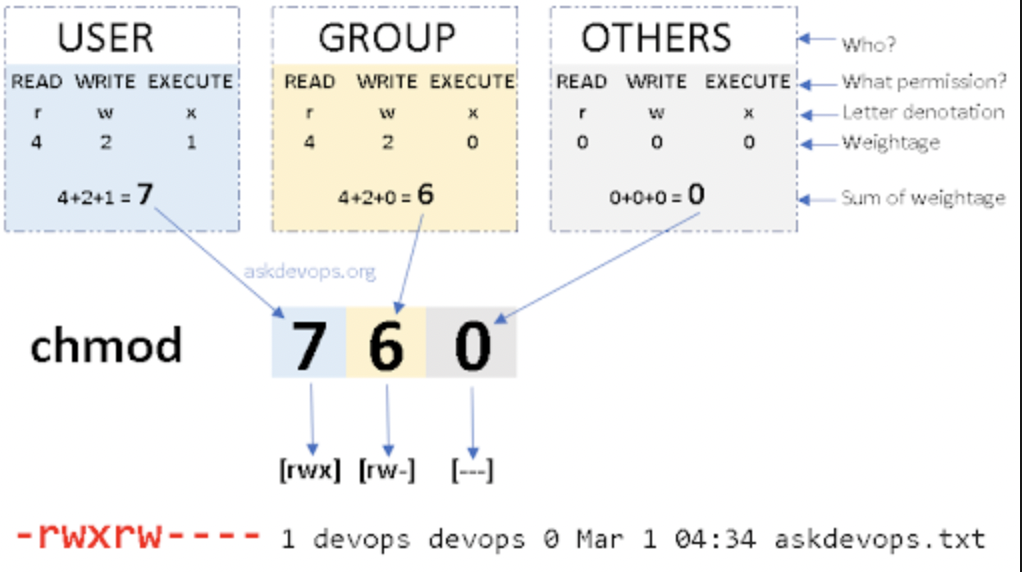 USER GROUP OTHERS Who?
READ WRITE EXECUTE READ WRITE EXECUTE READ WRITE EXECUTE What permission?
r w x r w x r w x Letter denotation
4 2 1 4 2 0 0 0 0 Weightage
4+2+1 = 7 4+2+0 = 6 0+0+0 = 0 Sum of weightage
askdevops.org
chmod 7 6 0
[rwx] [rw-] [---]
-rwxrw---- 1 devops devops 0 Mar 1 04:34 askdevops.txt